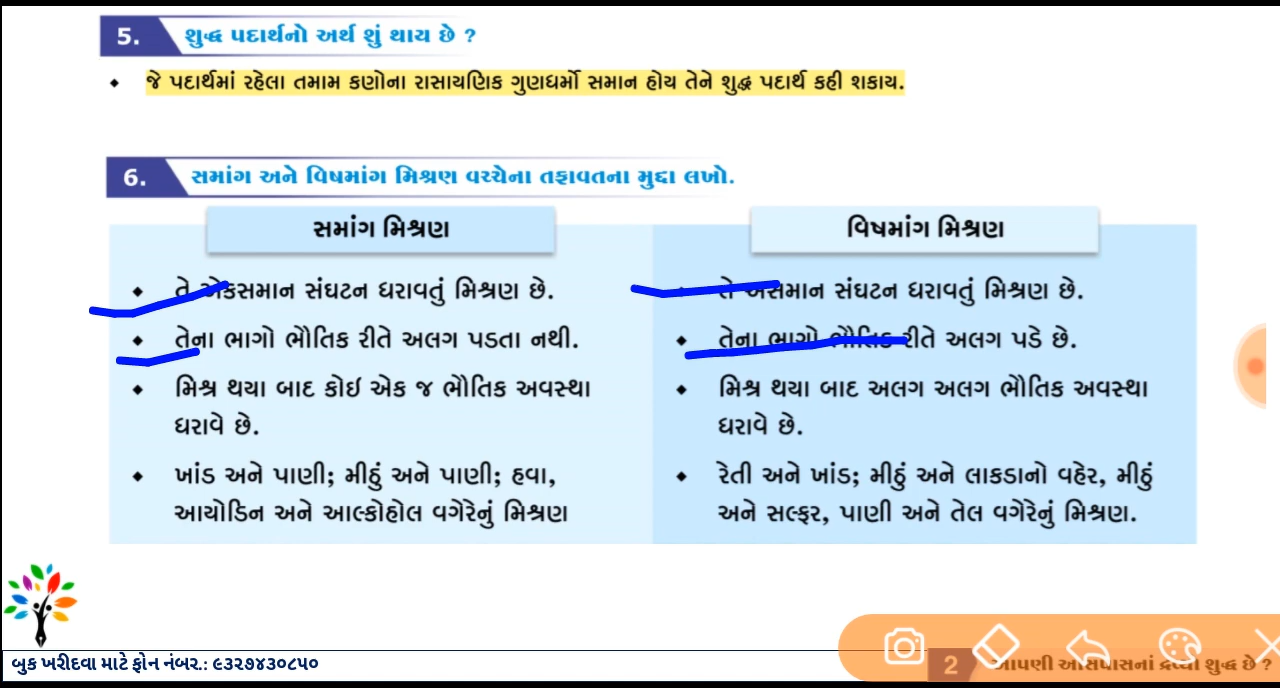 5. શુદ્ધ પદાર્થનો અર્થ શું થાય છે ?
જે પદાર્થમાં રહેલા તમામ કણોના રાસાયણિક ગુણધર્મો સમાન હોય તેને શુદ્ધ પદાર્થ કહી શકાય.
6. સમાંગ અને વિષમાંગ મિશ્રણ વચ્ચેના તફાવતના મુદ્દા લખો.
સમાંગ મિશ્રણ
તે એકસમાન સંઘટન ધરાવતું મિશ્રણ છે.
તેના ભાગો ભૌતિક રીતે અલગ પડતા નથી.
મિશ્ર થયા બાદ કોઈ એક જ ભૌતિક અવસ્થા
ધરાવે છે.
ખાંડ અને પાણી; મીઠું અને પાણી; હવા,
આયોડિન અને આલ્કોહોલ વગેરેનું મિશ્રણ
વિષમાંગ મિશ્રણ
તે અસમાન સંઘટન ધરાવતું મિશ્રણ છે.
તેના ભાગો ભૌતિક રીતે અલગ પડે છે.
મિશ્ર થયા બાદ અલગ અલગ ભૌતિક અવસ્થા
ધરાવે છે.
રેતી અને ખાંડ; મીઠું અને લાકડાનો વહેર, મીઠું
અને સલ્ફર, પાણી અને તેલ વગેરેનું મિશ્રણ.
બુક ખરીદવા માટે ફોન નંબર.: ૯૩૨૭૪૩૦૮૫૦
2 આપણી આસપાસનાં દ્રવ્યો શુદ્ધ છે ?